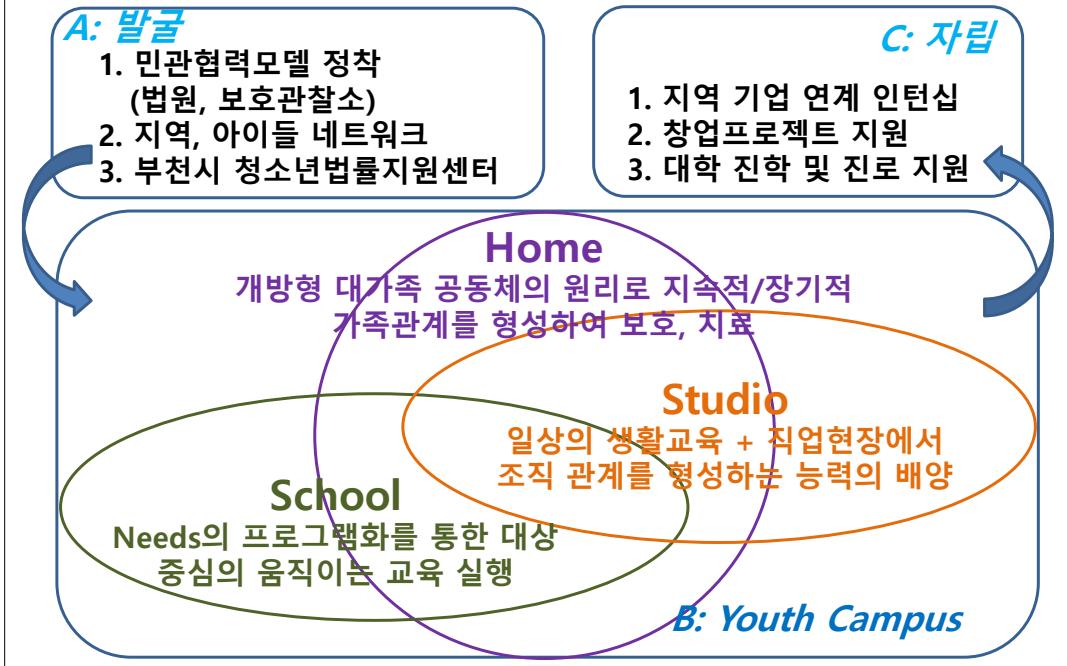 A: 발굴
1. 민관협력모델 정착
(법원, 보호관찰소)
2. 지역, 아이들 네트워크
3. 부천시 청소년법률지원센터
C: 자립
1. 지역 기업 연계 인턴십
2. 창업프로젝트 지원
3. 대학 진학 및 진로 지원
Home
개방형 대가족 공동체의 원리로 지속적/장기적
가족관계를 형성하여 보호, 치료
Studio
일상의 생활교육 + 직업현장에서
조직 관계를 형성하는 능력의 배양
School
Needs의 프로그램화를 통한 대상
중심의 움직이는 교육 실행
B: Youth Campus